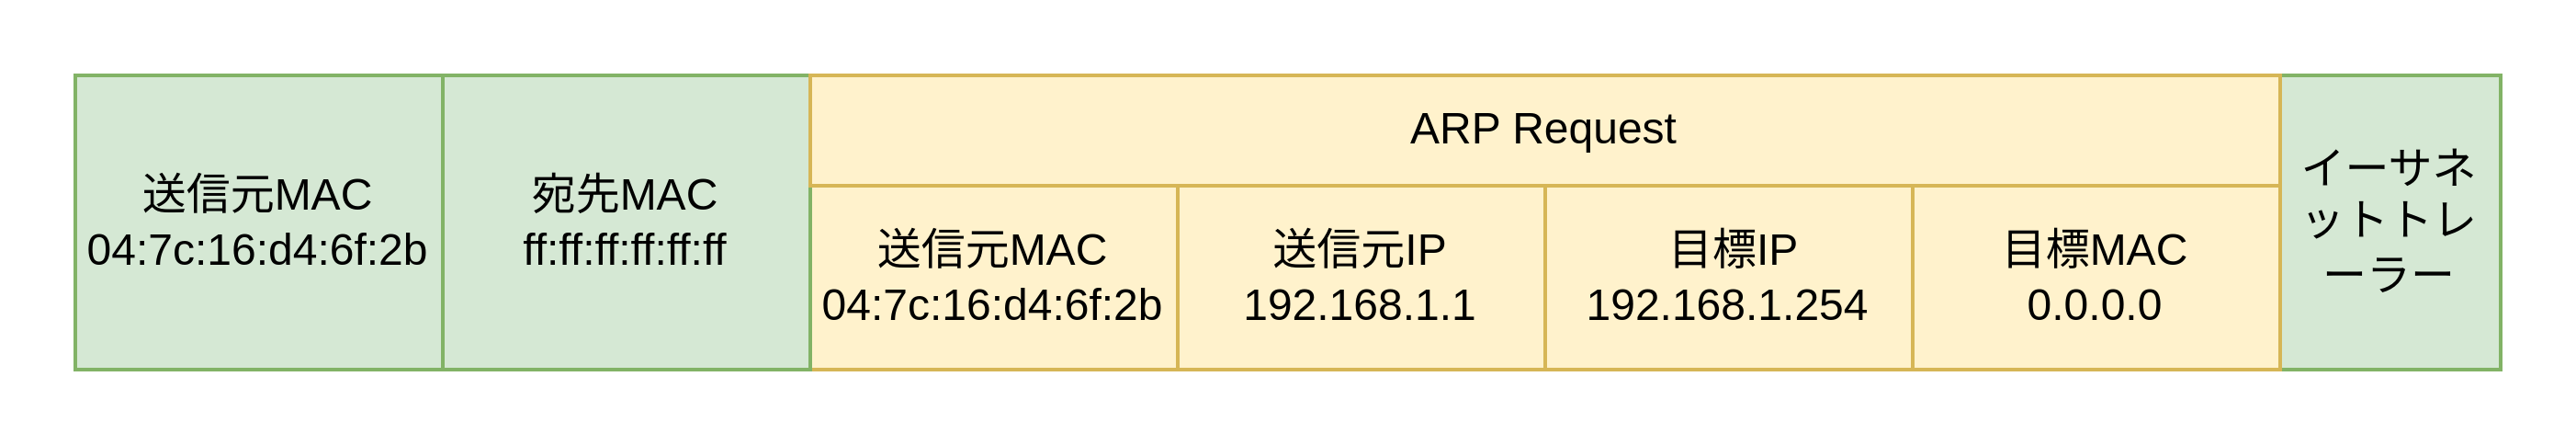 送信元MAC
04:7c:16:d4:6f:2b
宛先MAC
ff:ff:ff:ff:ff:ff
ARP Request
送信元MAC
04:7c:16:d4:6f:2b
送信元IP
192.168.1.1
目標IP
192.168.1.254
目標MAC
0.0.0.0
イーサネ
ットトレ
ーラー